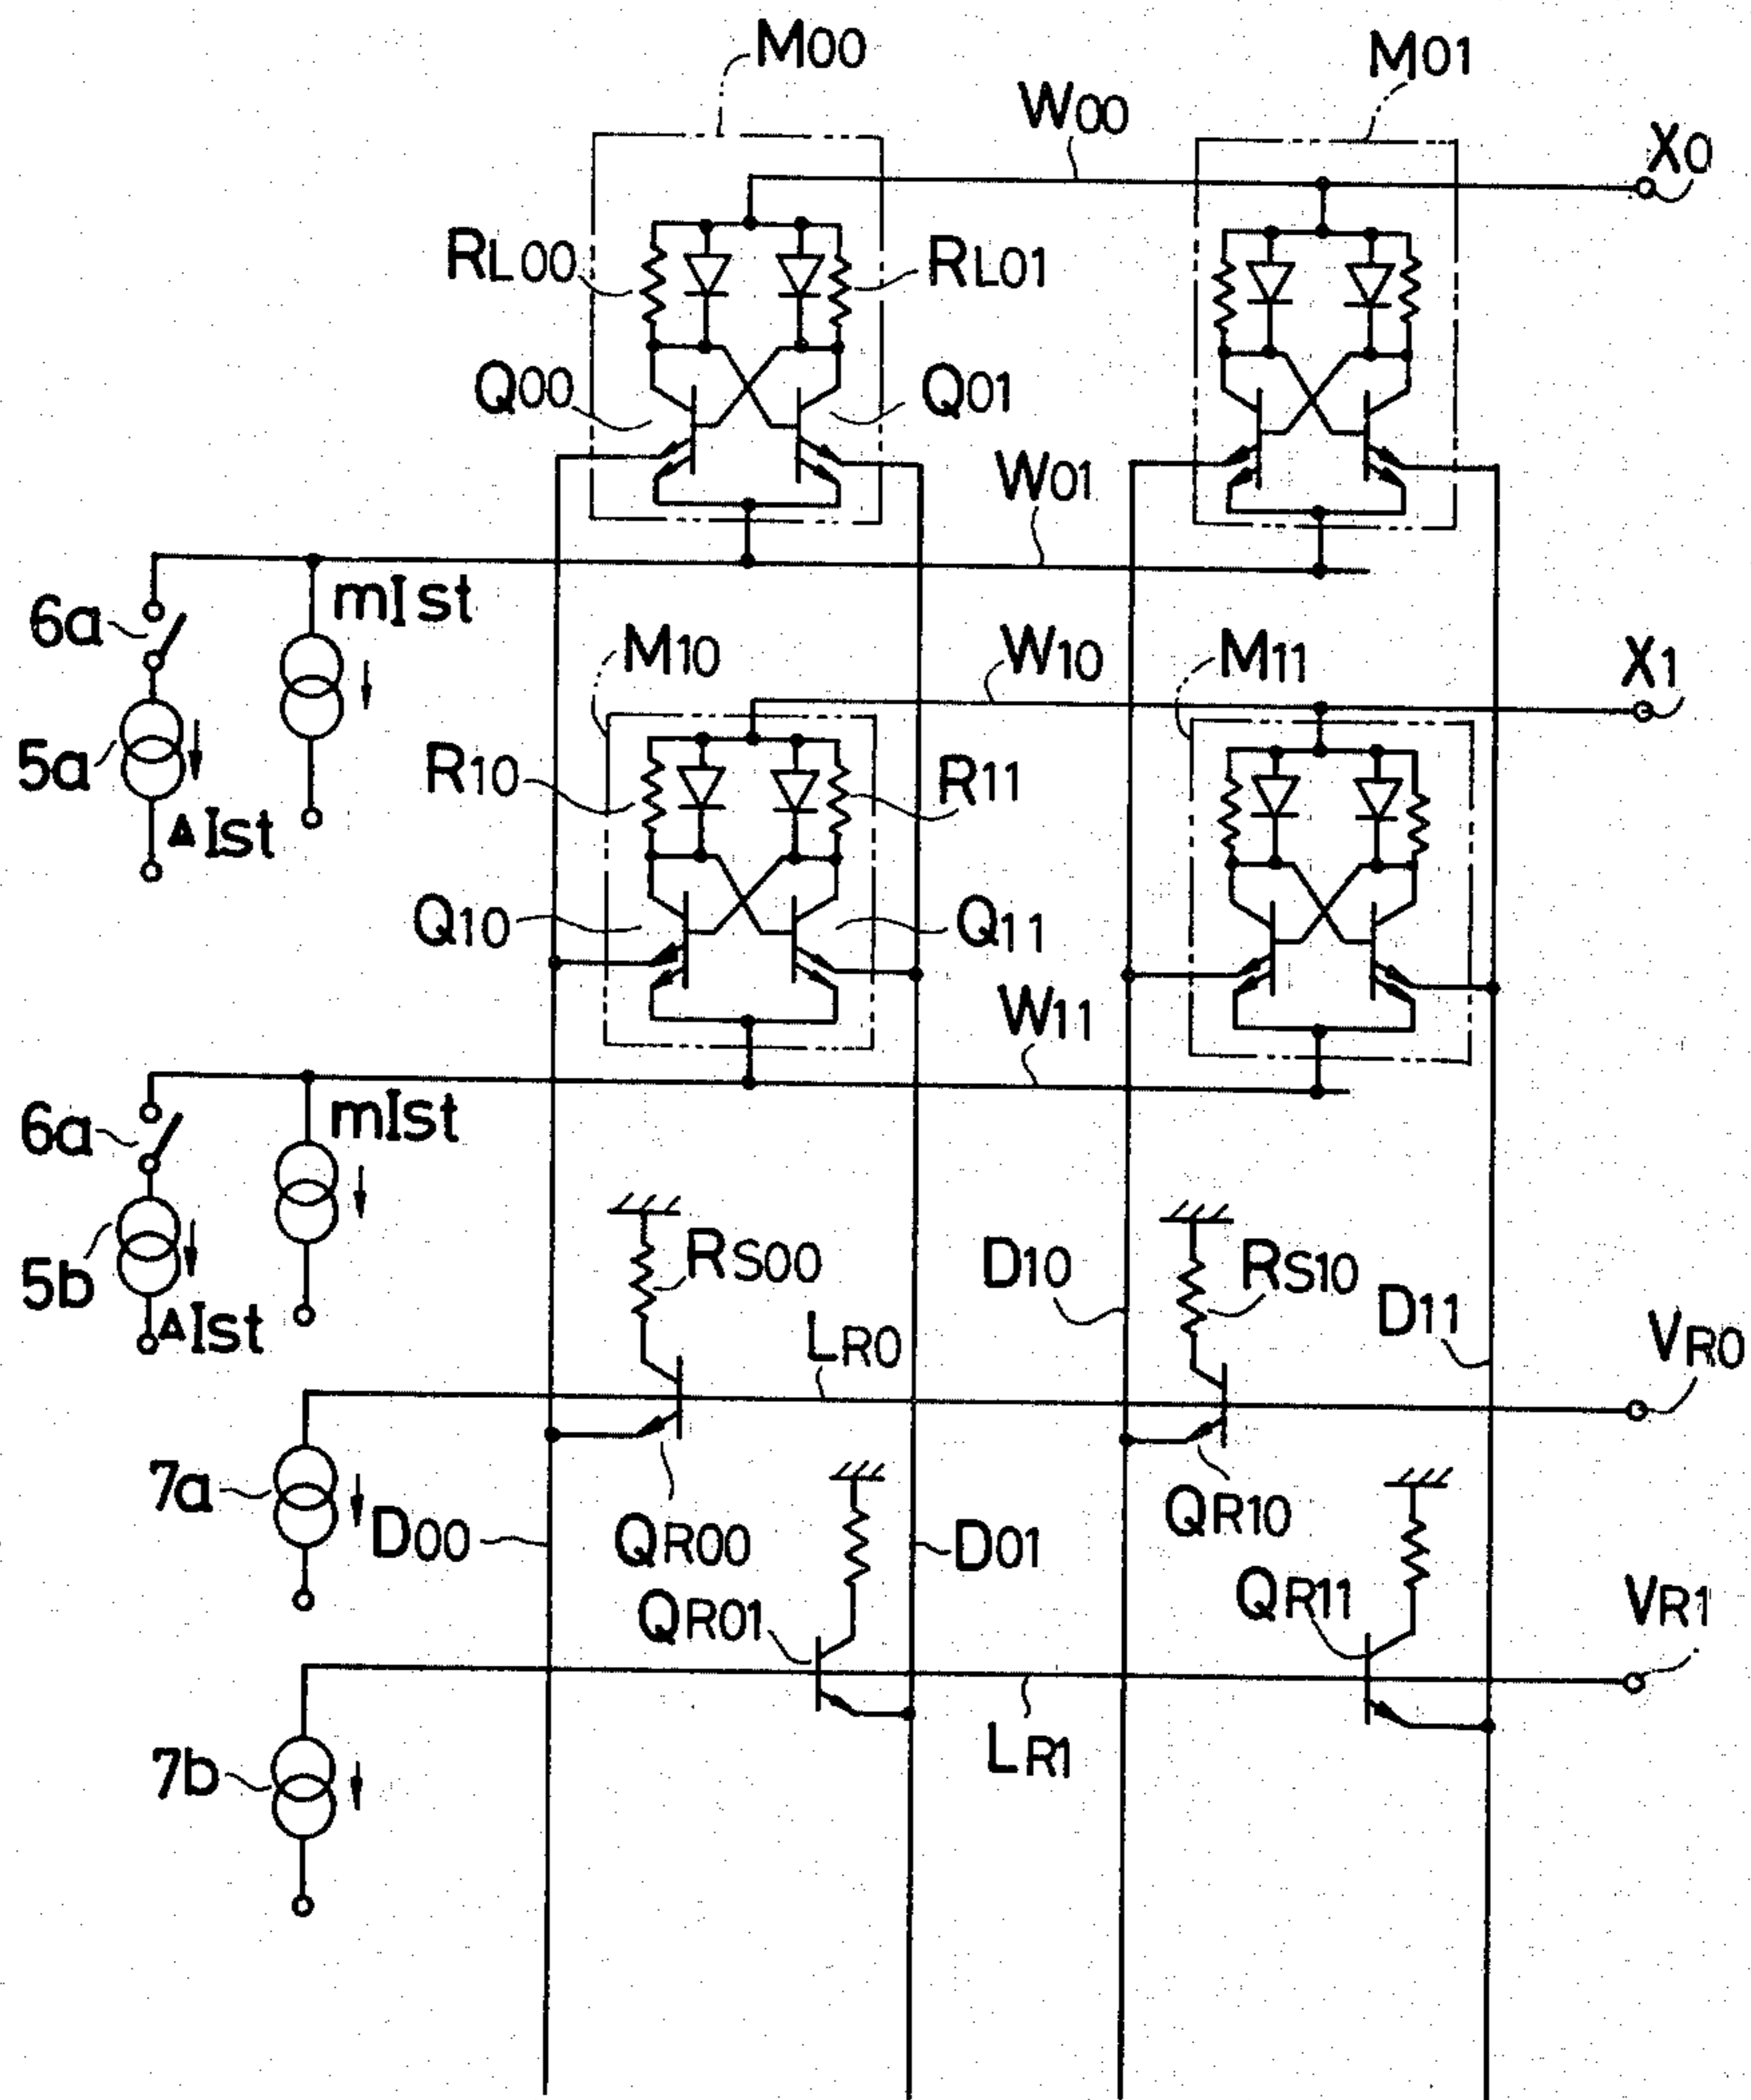 M00
M01
W00
X0
RL00
RL01
Q00
Q01
W01
6a
mIst
M10
W10
M11
X1
5a
R10
R11
ΔIst
Q10
Q11
W11
6a
mIst
RS00
D10
RS10
5b
D11
ΔIst
LR0
VR0
7a
D00
QR00
D01
QR10
QR01
QR11
VR1
LR1
7b